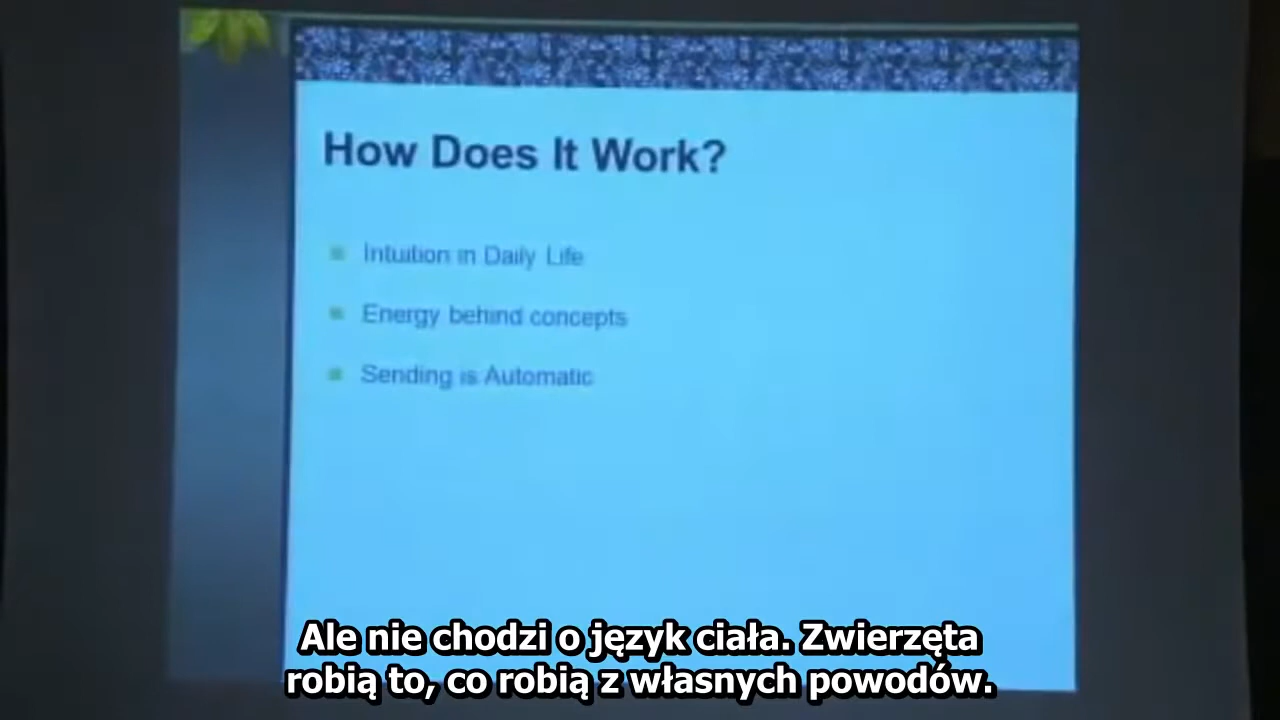 How Does It Work?
Intuition in Daily Life
Energy behind concepts
Sending is Automatic
Ale nie chodzi o język ciała. Zwierzęta
robią to, co robią z własnych powodów.